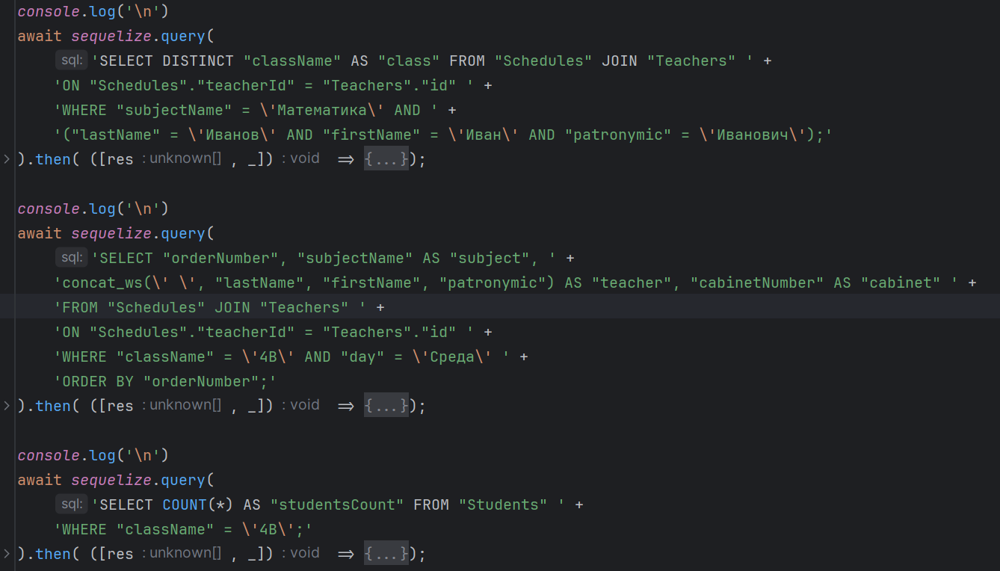 console.log('\n')
await sequelize.query(
sql: 'SELECT DISTINCT "className" AS "class" FROM "Schedules" JOIN "Teachers" ' +
'ON "Schedules"."teacherId" = "Teachers"."id" ' +
'WHERE "subjectName" = \'Математика\' AND ' +
'("lastName" = \'Иванов\' AND "firstName" = \'Иван\' AND "patronymic" = \'Иванович\');'
).then( ([res : unknown[] , _]) : void => {...});
console.log('\n')
await sequelize.query(
sql: 'SELECT "orderNumber", "subjectName" AS "subject", ' +
'concat_ws(\' \', "lastName", "firstName", "patronymic") AS "teacher", "cabinetNumber" AS "cabinet" ' +
'FROM "Schedules" JOIN "Teachers" ' +
'ON "Schedules"."teacherId" = "Teachers"."id" ' +
'WHERE "className" = \'4В\' AND "day" = \'Среда\' ' +
'ORDER BY "orderNumber";'
).then( ([res : unknown[] , _]) : void => {...});
console.log('\n')
await sequelize.query(
sql: 'SELECT COUNT(*) AS "studentsCount" FROM "Students" ' +
'WHERE "className" = \'4В\';'
).then( ([res : unknown[] , _]) : void => {...});